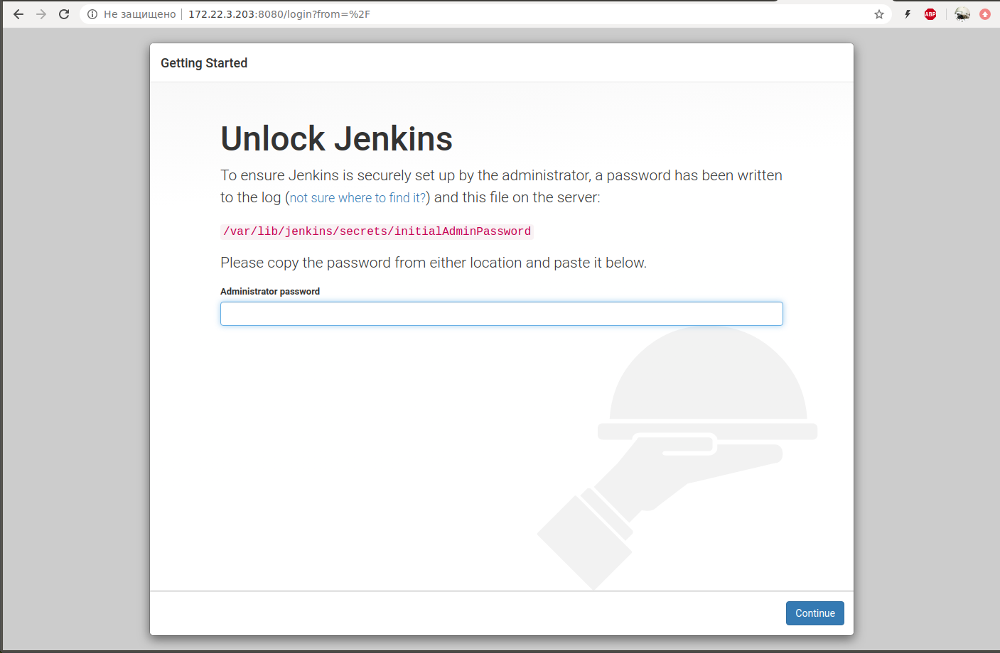 Не защищено 172.22.3.203:8080/login?from=%2F
ABP
Getting Started
Unlock Jenkins
To ensure Jenkins is securely set up by the administrator, a password has been written
to the log (not sure where to find it?) and this file on the server:
/var/lib/jenkins/secrets/initialAdminPassword
Please copy the password from either location and paste it below.
Administrator password
Continue